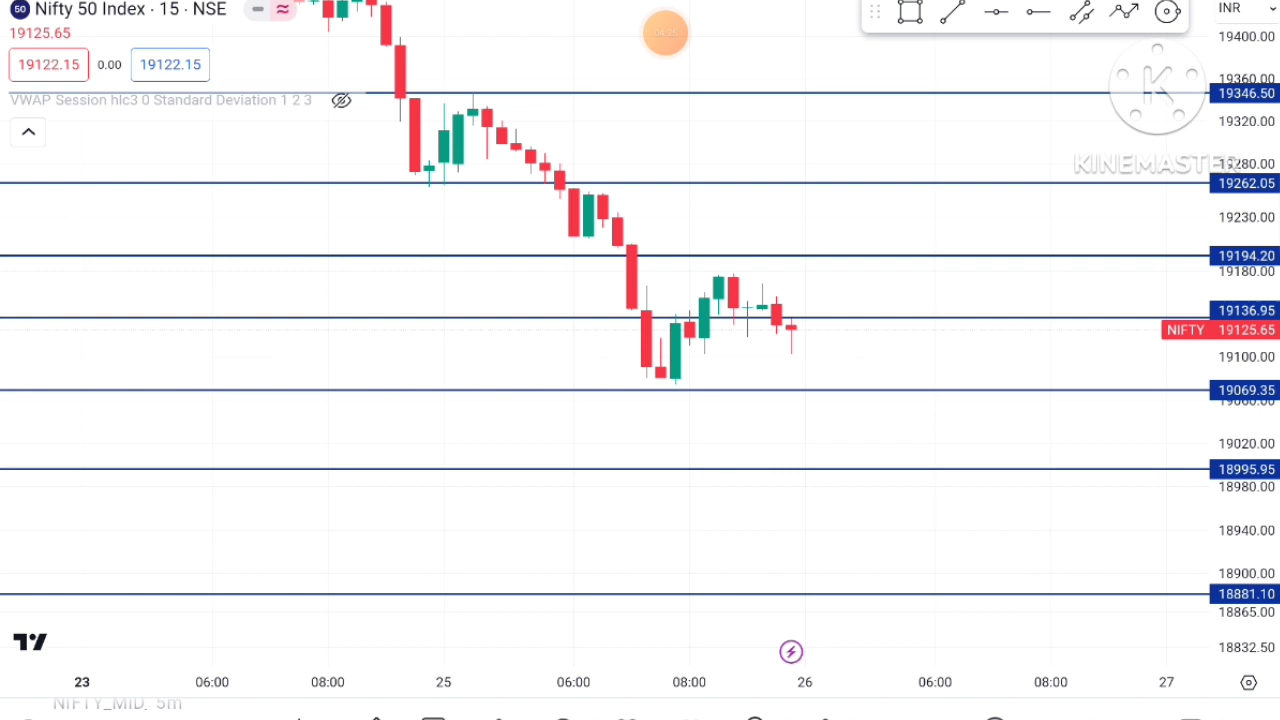 50 Nifty 50 Index · 15 · NSE
INR
19125.65
19122.15 0.00 19122.15
VWAP Session hlc3 0 Standard Deviation 1 2 3
04:15
K
KINEMASTER
19400.00
19360.00
19346.50
19320.00
19280.00
19262.05
19230.00
19194.20
19180.00
19136.95
NIFTY 19125.65
19100.00
19069.35
19060.00
19020.00
18995.95
18980.00
18940.00
18900.00
18881.10
18865.00
18832.50
23 06:00 08:00 25 06:00 08:00 26 06:00 08:00 27
NIFTY_MID, 5m